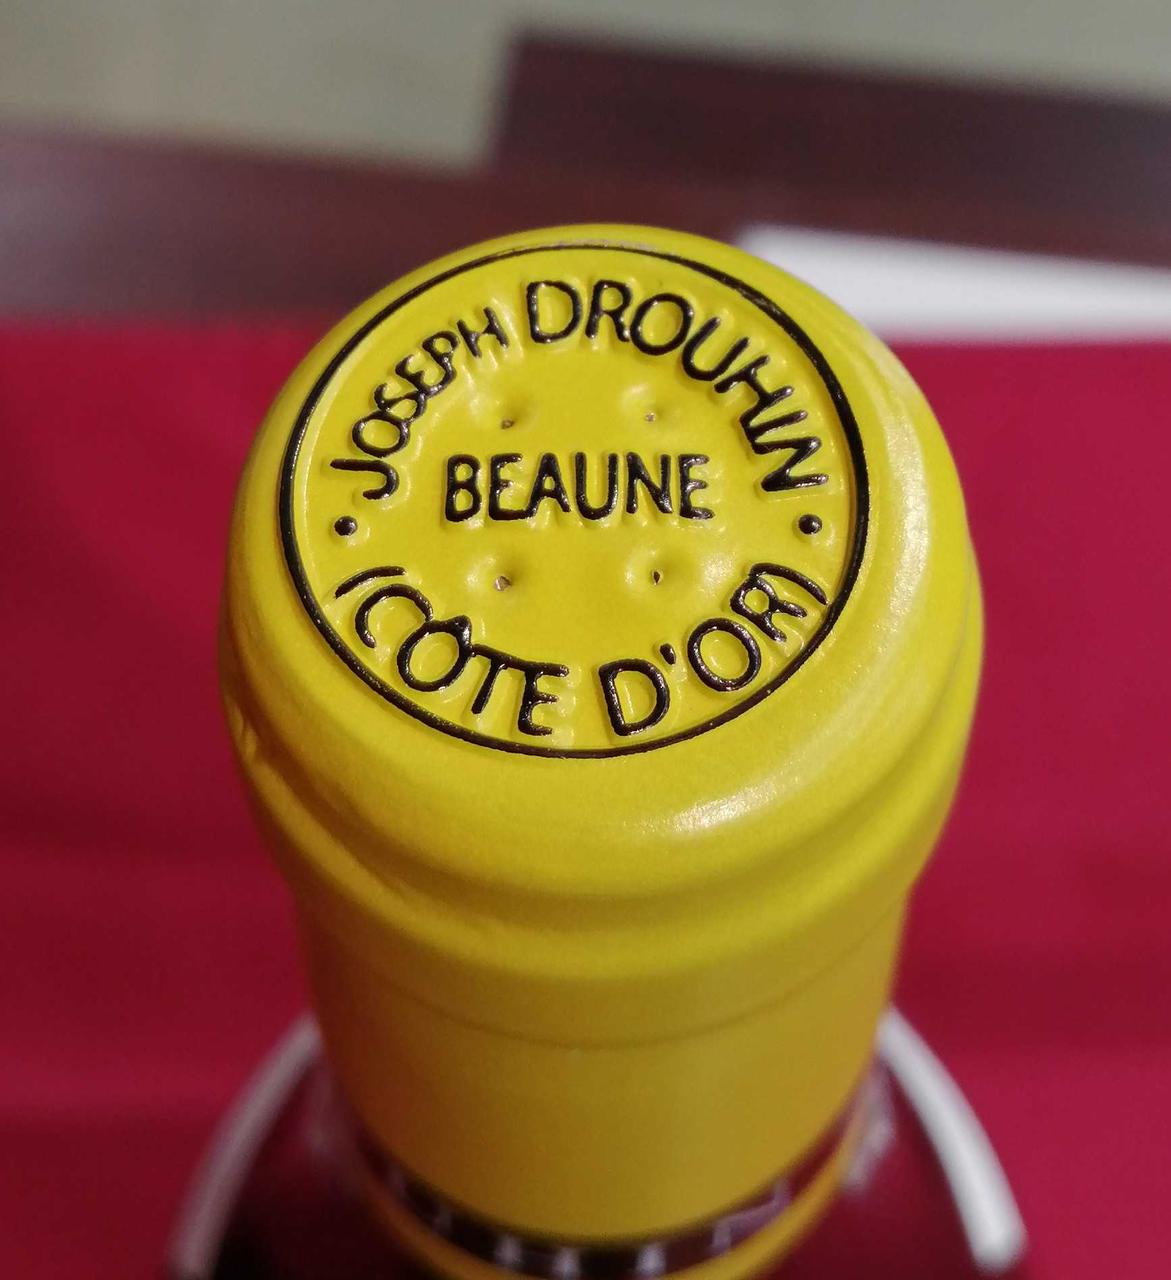 • JOSEPH DROUHIN •
BEAUNE
(CÔTE D'OR)